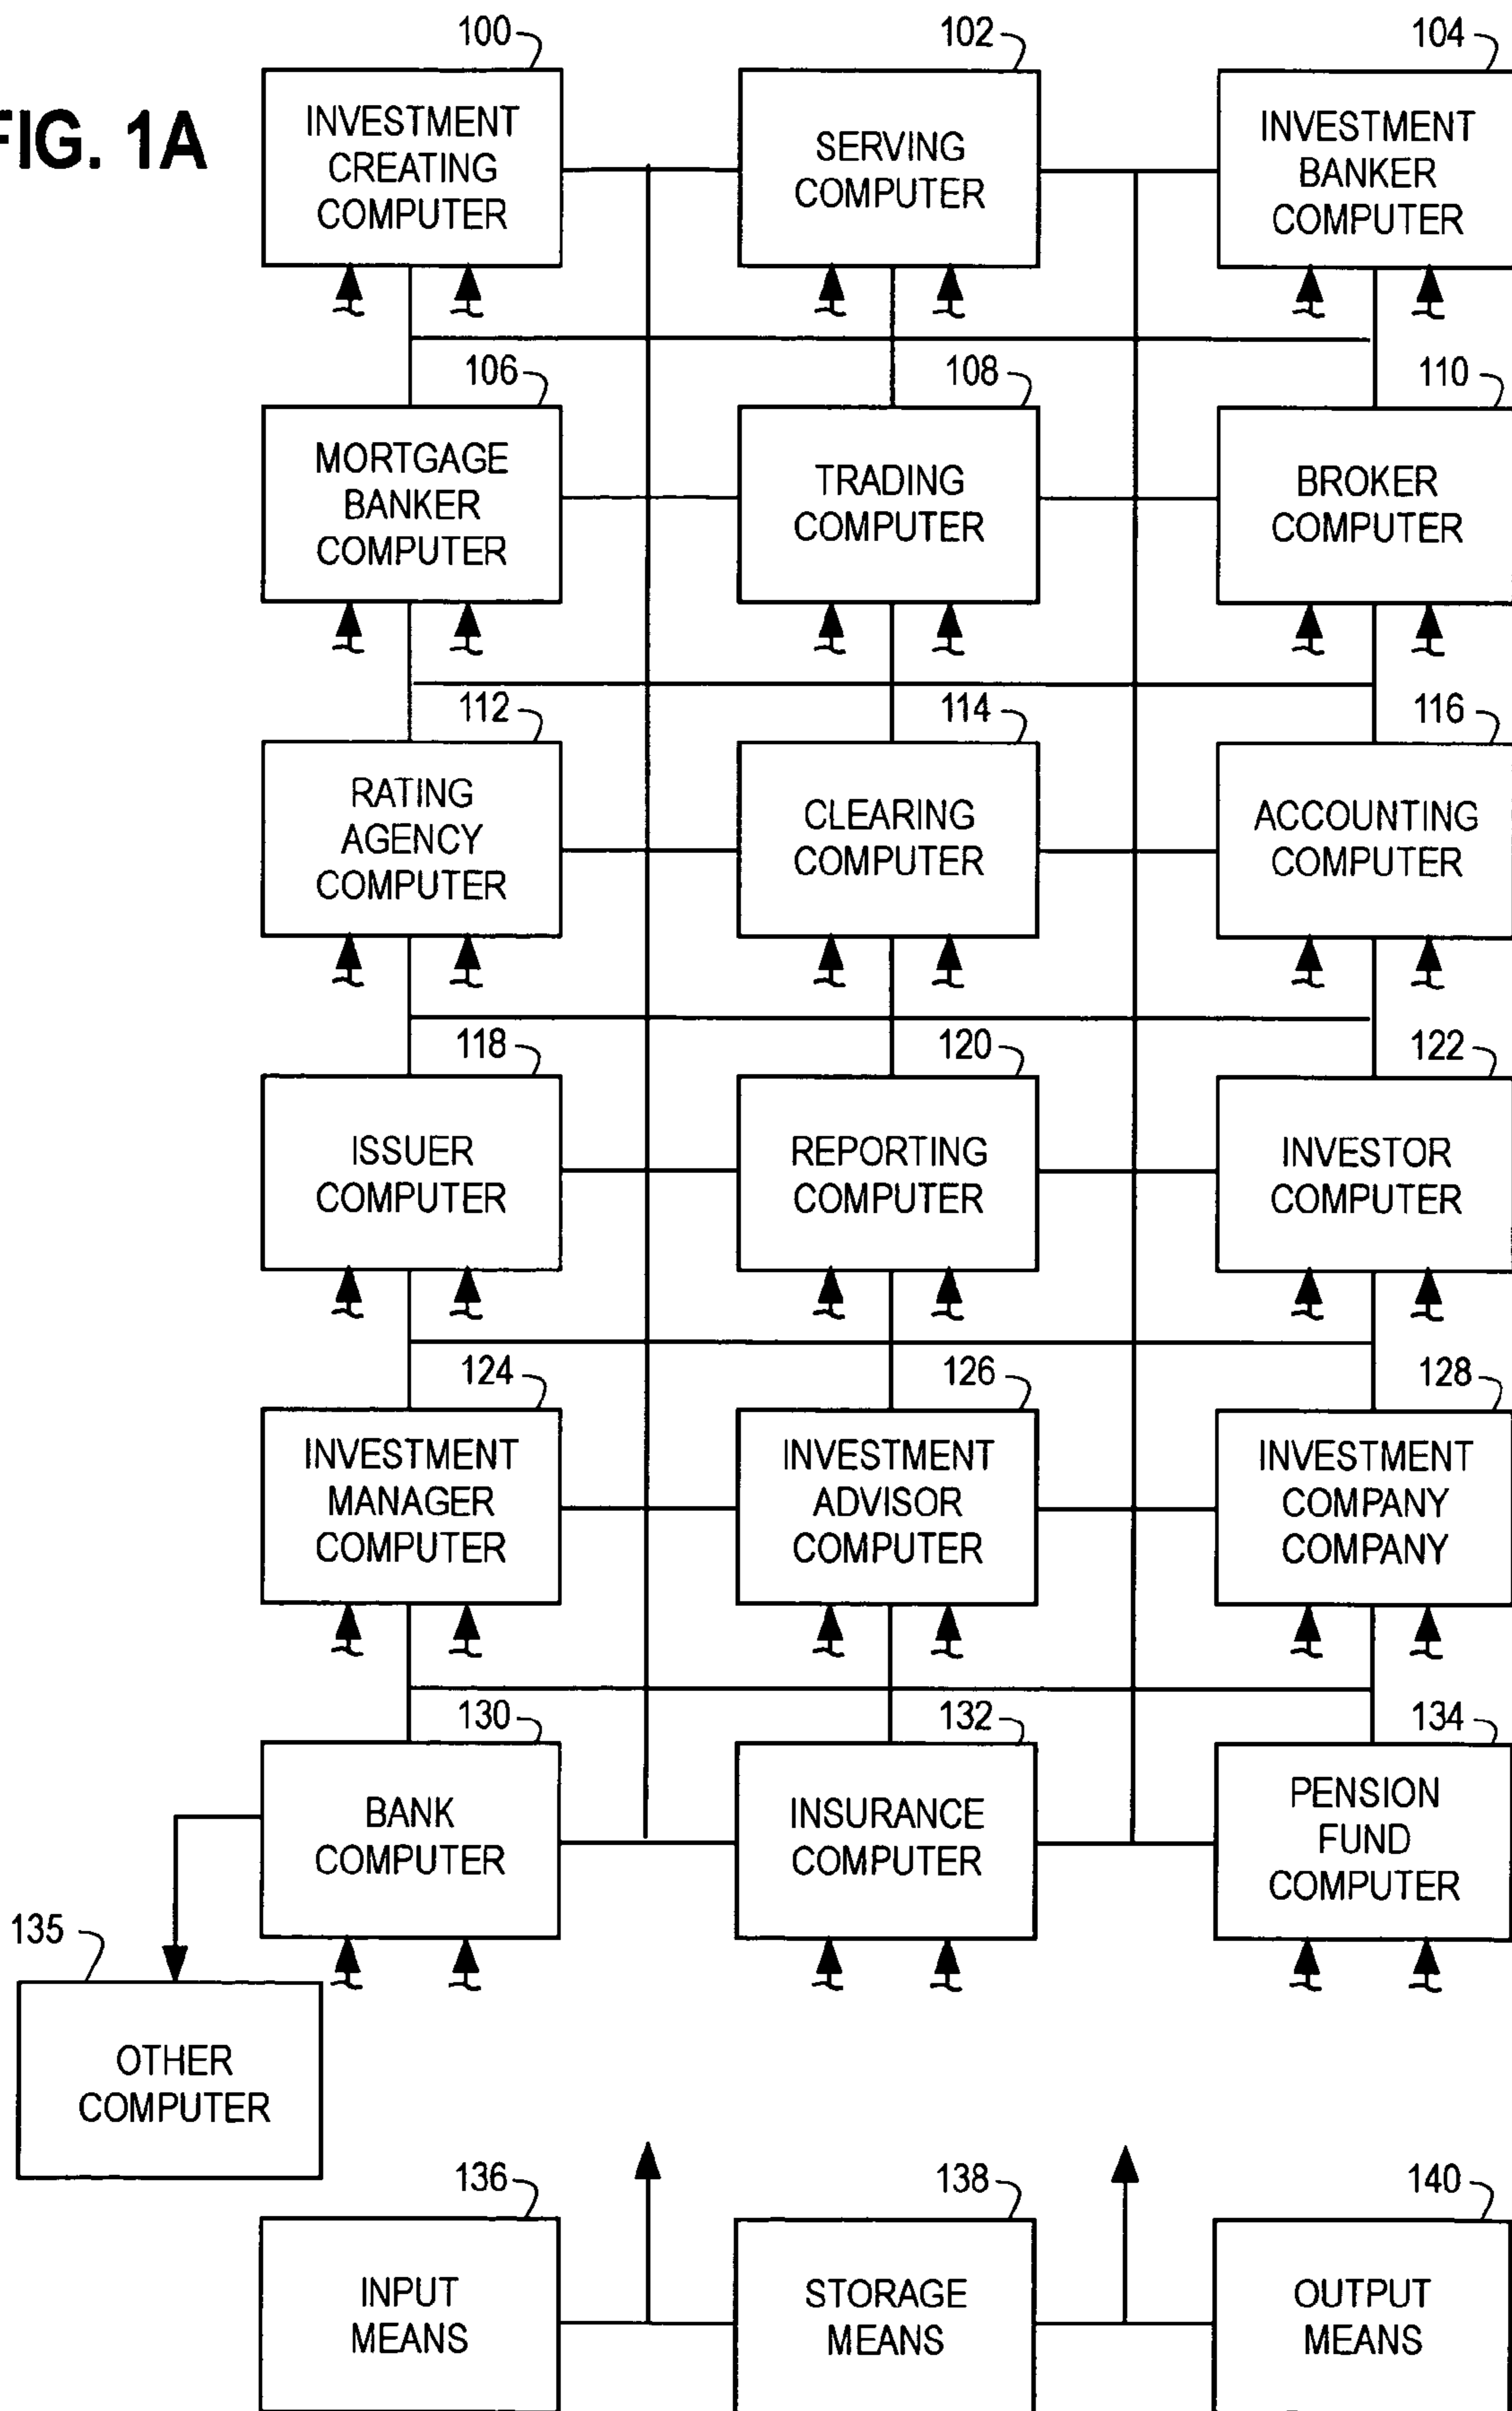 100
102
104
FIG. 1A
INVESTMENT
CREATING
COMPUTER
SERVING
COMPUTER
INVESTMENT
BANKER
COMPUTER
106
108
110
MORTGAGE
BANKER
COMPUTER
TRADING
COMPUTER
BROKER
COMPUTER
112
114
116
RATING
AGENCY
COMPUTER
CLEARING
COMPUTER
ACCOUNTING
COMPUTER
118
120
122
ISSUER
COMPUTER
REPORTING
COMPUTER
INVESTOR
COMPUTER
124
126
128
INVESTMENT
MANAGER
COMPUTER
INVESTMENT
ADVISOR
COMPUTER
INVESTMENT
COMPANY
COMPANY
130
132
134
BANK
COMPUTER
INSURANCE
COMPUTER
PENSION
FUND
COMPUTER
135
OTHER
COMPUTER
136
138
140
INPUT
MEANS
STORAGE
MEANS
OUTPUT
MEANS